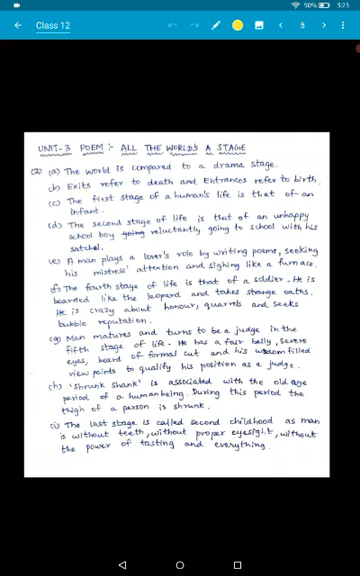 50% 3:23
Class 12
5
UNIT-3 POEM :- ALL THE WORLD'S A STAGE
(2) (a) The world is compared to a drama stage.
(b) Exits refer to death and Entrances refer to birth.
(c) The first stage of a human's life is that of an
infant.
(d) The second stage of life is that of an unhappy
school boy going reluctantly going to school with his
satchel.
(e) A man plays a lover's role by writing poems, seeking
his mistress' attention and sighing like a furnace.
(f) The fourth stage of life is that of a soldier. He is
bearded like the leopard and takes strange oaths.
He is crazy about honour, quarrels and seeks
bubble reputation.
(g) Man matures and turns to be a judge in the
fifth stage of life. He has a fair belly, severe
eyes, beard of formal cut and his wisdom filled
view points to qualify his position as a judge.
(h) 'Shrunk Shank' is associated with the old age
period of a human being. During this period the
thigh of a person is shrunk.
(i) The last stage is called second childhood as man
is without teeth, without proper eyesight, without
the power of tasting and everything.